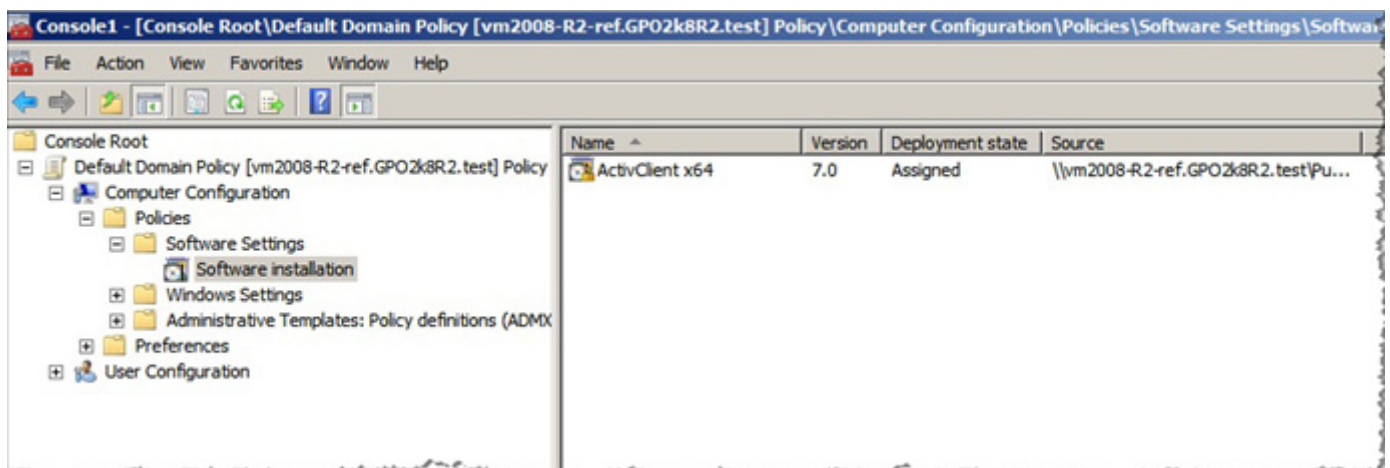 Console1 - [Console Root\Default Domain Policy [vm2008-R2-ref.GPO2k8R2.test] Policy\Computer Configuration\Policies\Software Settings\Softwa
File Action View Favorites Window Help
Console Root
Default Domain Policy [vm2008-R2-ref.GPO2k8R2.test] Policy
Computer Configuration
Policies
Software Settings
Software installation
Windows Settings
Administrative Templates: Policy definitions (ADMX
Preferences
User Configuration
Name Version Deployment state Source
ActivClient x64 7.0 Assigned \\vm2008-R2-ref.GPO2k8R2.test\Pu...